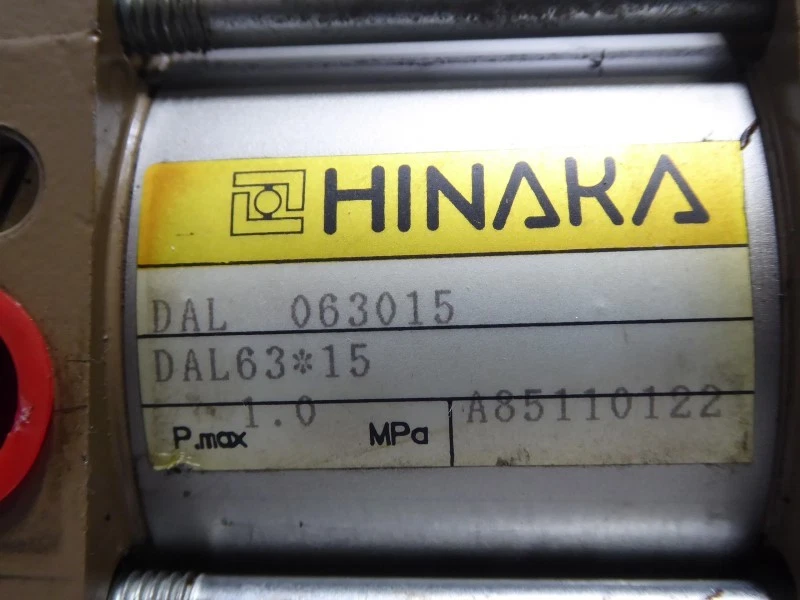 HINAKA
DAL 063015
DAL63*15
P.max 1.0 MPa
A85110122